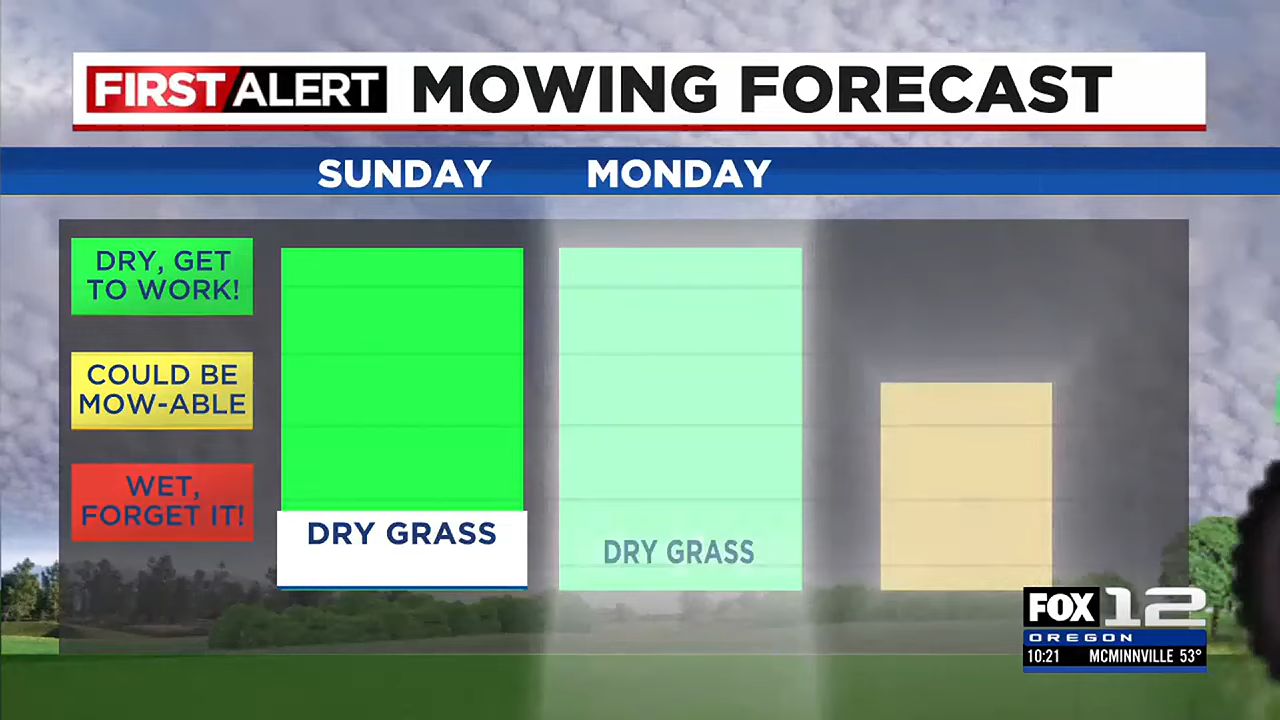 FIRST ALERT MOWING FORECAST
SUNDAY MONDAY
DRY, GET
TO WORK!
COULD BE
MOW-ABLE
WET,
FORGET IT!
DRY GRASS
DRY GRASS
FOX 12
OREGON
10:21 MCMINNVILLE 53°